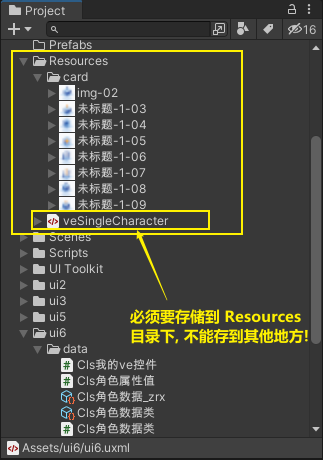 Project
16
Prefabs
Resources
card
img-02
未标题-1-03
未标题-1-04
未标题-1-05
未标题-1-06
未标题-1-07
未标题-1-08
未标题-1-09
veSingleCharacter
Scenes
Scripts
UI Toolkit
ui2
ui3
ui5
必须要存储到 Resources
目录下, 不能存到其他地方!
ui6
data
Cls我的ve控件
Cls角色属性值
Cls角色数据_zrx
Cls角色数据类
Cls角色数据类
Assets/ui6/ui6.uxml